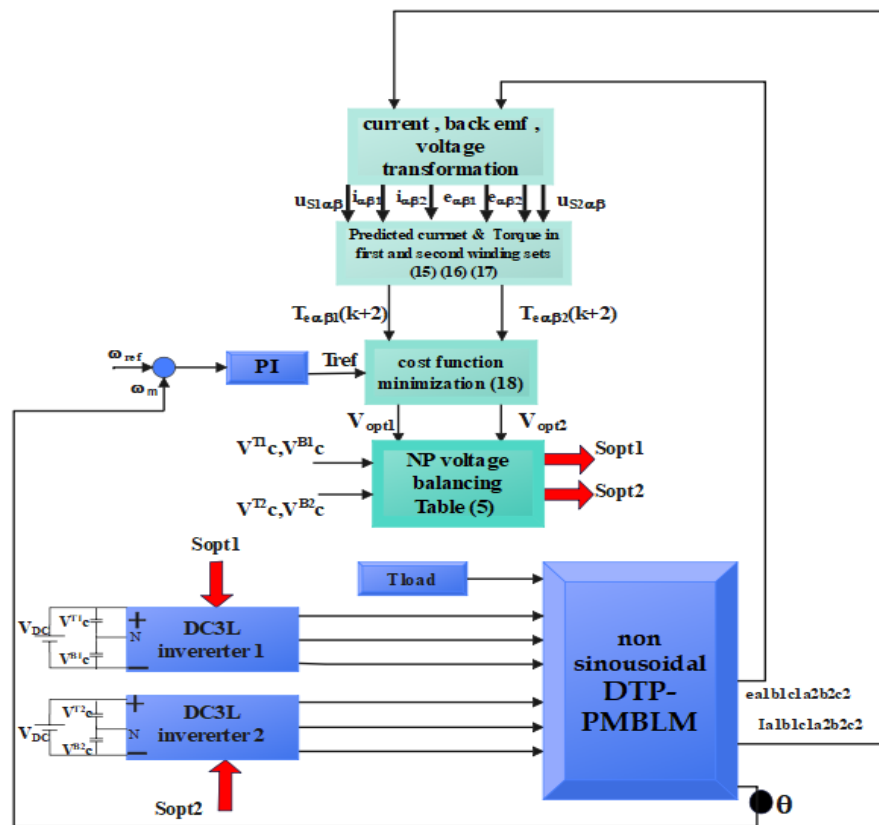 current , back emf ,
voltage
transformation
uS1αβ iαβ1 iαβ2 eαβ1 eαβ2 uS2αβ
Predicted currnet & Torque in
first and second winding sets
(15) (16) (17)
Teαβ1(k+2) Teαβ2(k+2)
ωref
ωm
PI
Tref
cost function
minimization (18)
Vopt1 Vopt2
VT1c,VB1c
VT2c,VB2c
NP voltage
balancing
Table (5)
Sopt1
Sopt2
Sopt1
Tload
VDC
VT1c
VB1c
+
N
−
DC3L
invererter 1
VDC
VT2c
VB2c
+
N
−
DC3L
invererter 2
Sopt2
non
sinousoidal
DTP-
PMBLM
ea1b1c1a2b2c2
Ia1b1c1a2b2c2
θ